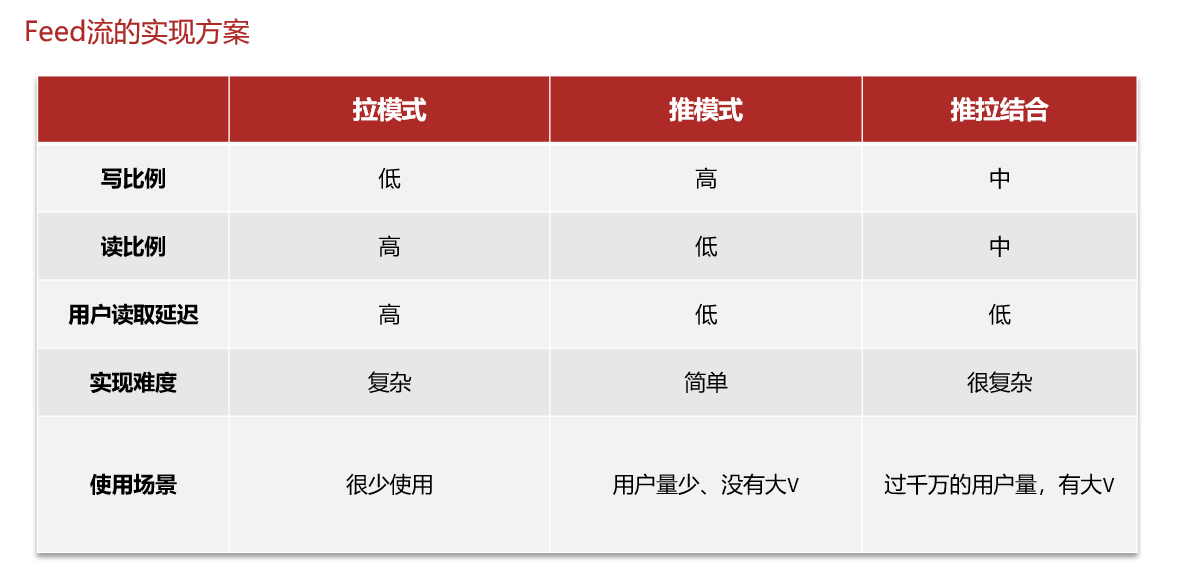 Feed流的实现方案
拉模式 推模式 推拉结合
写比例 低 高 中
读比例 高 低 中
用户读取延迟 高 低 低
实现难度 复杂 简单 很复杂
使用场景 很少使用 用户量少、没有大V 过千万的用户量，有大V